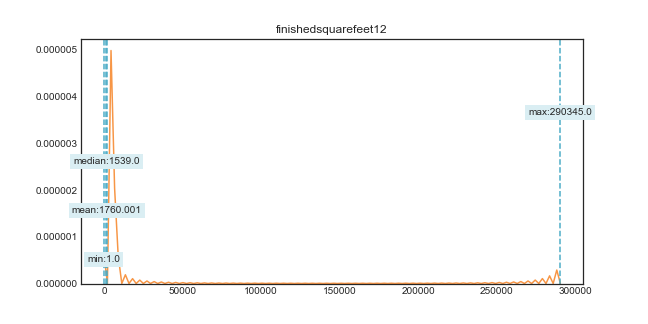 finishedsquarefeet12
0.000005
0.000004
0.000003
0.000002
0.000001
0.000000
max:290345.0
median:1539.0
mean:1760.001
min:1.0
0
50000
100000
150000
200000
250000
300000